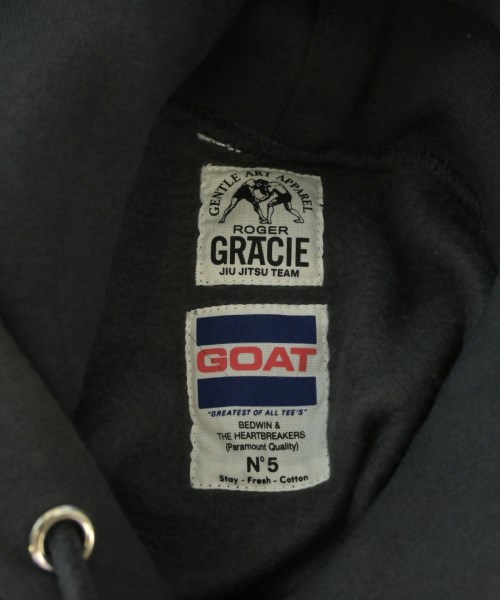 GENTLE ART APPAREL
ROGER
GRACIE
JIU JITSU TEAM
GOAT
"GREATEST OF ALL TEE'S"
BEDWIN &
THE HEARTBREAKERS
(Paramount Quality)
N° 5
Stay - Fresh - Cotton